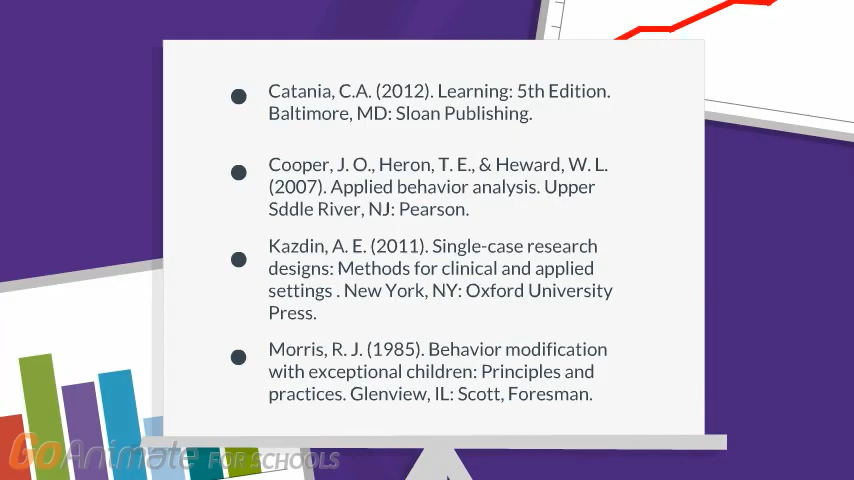 Catania, C.A. (2012). Learning: 5th Edition.
Baltimore, MD: Sloan Publishing.
Cooper, J. O., Heron, T. E., & Heward, W. L.
(2007). Applied behavior analysis. Upper
Sddle River, NJ: Pearson.
Kazdin, A. E. (2011). Single-case research
designs: Methods for clinical and applied
settings . New York, NY: Oxford University
Press.
Morris, R. J. (1985). Behavior modification
with exceptional children: Principles and
practices. Glenview, IL: Scott, Foresman.
GoAnimate FOR SCHOOLS